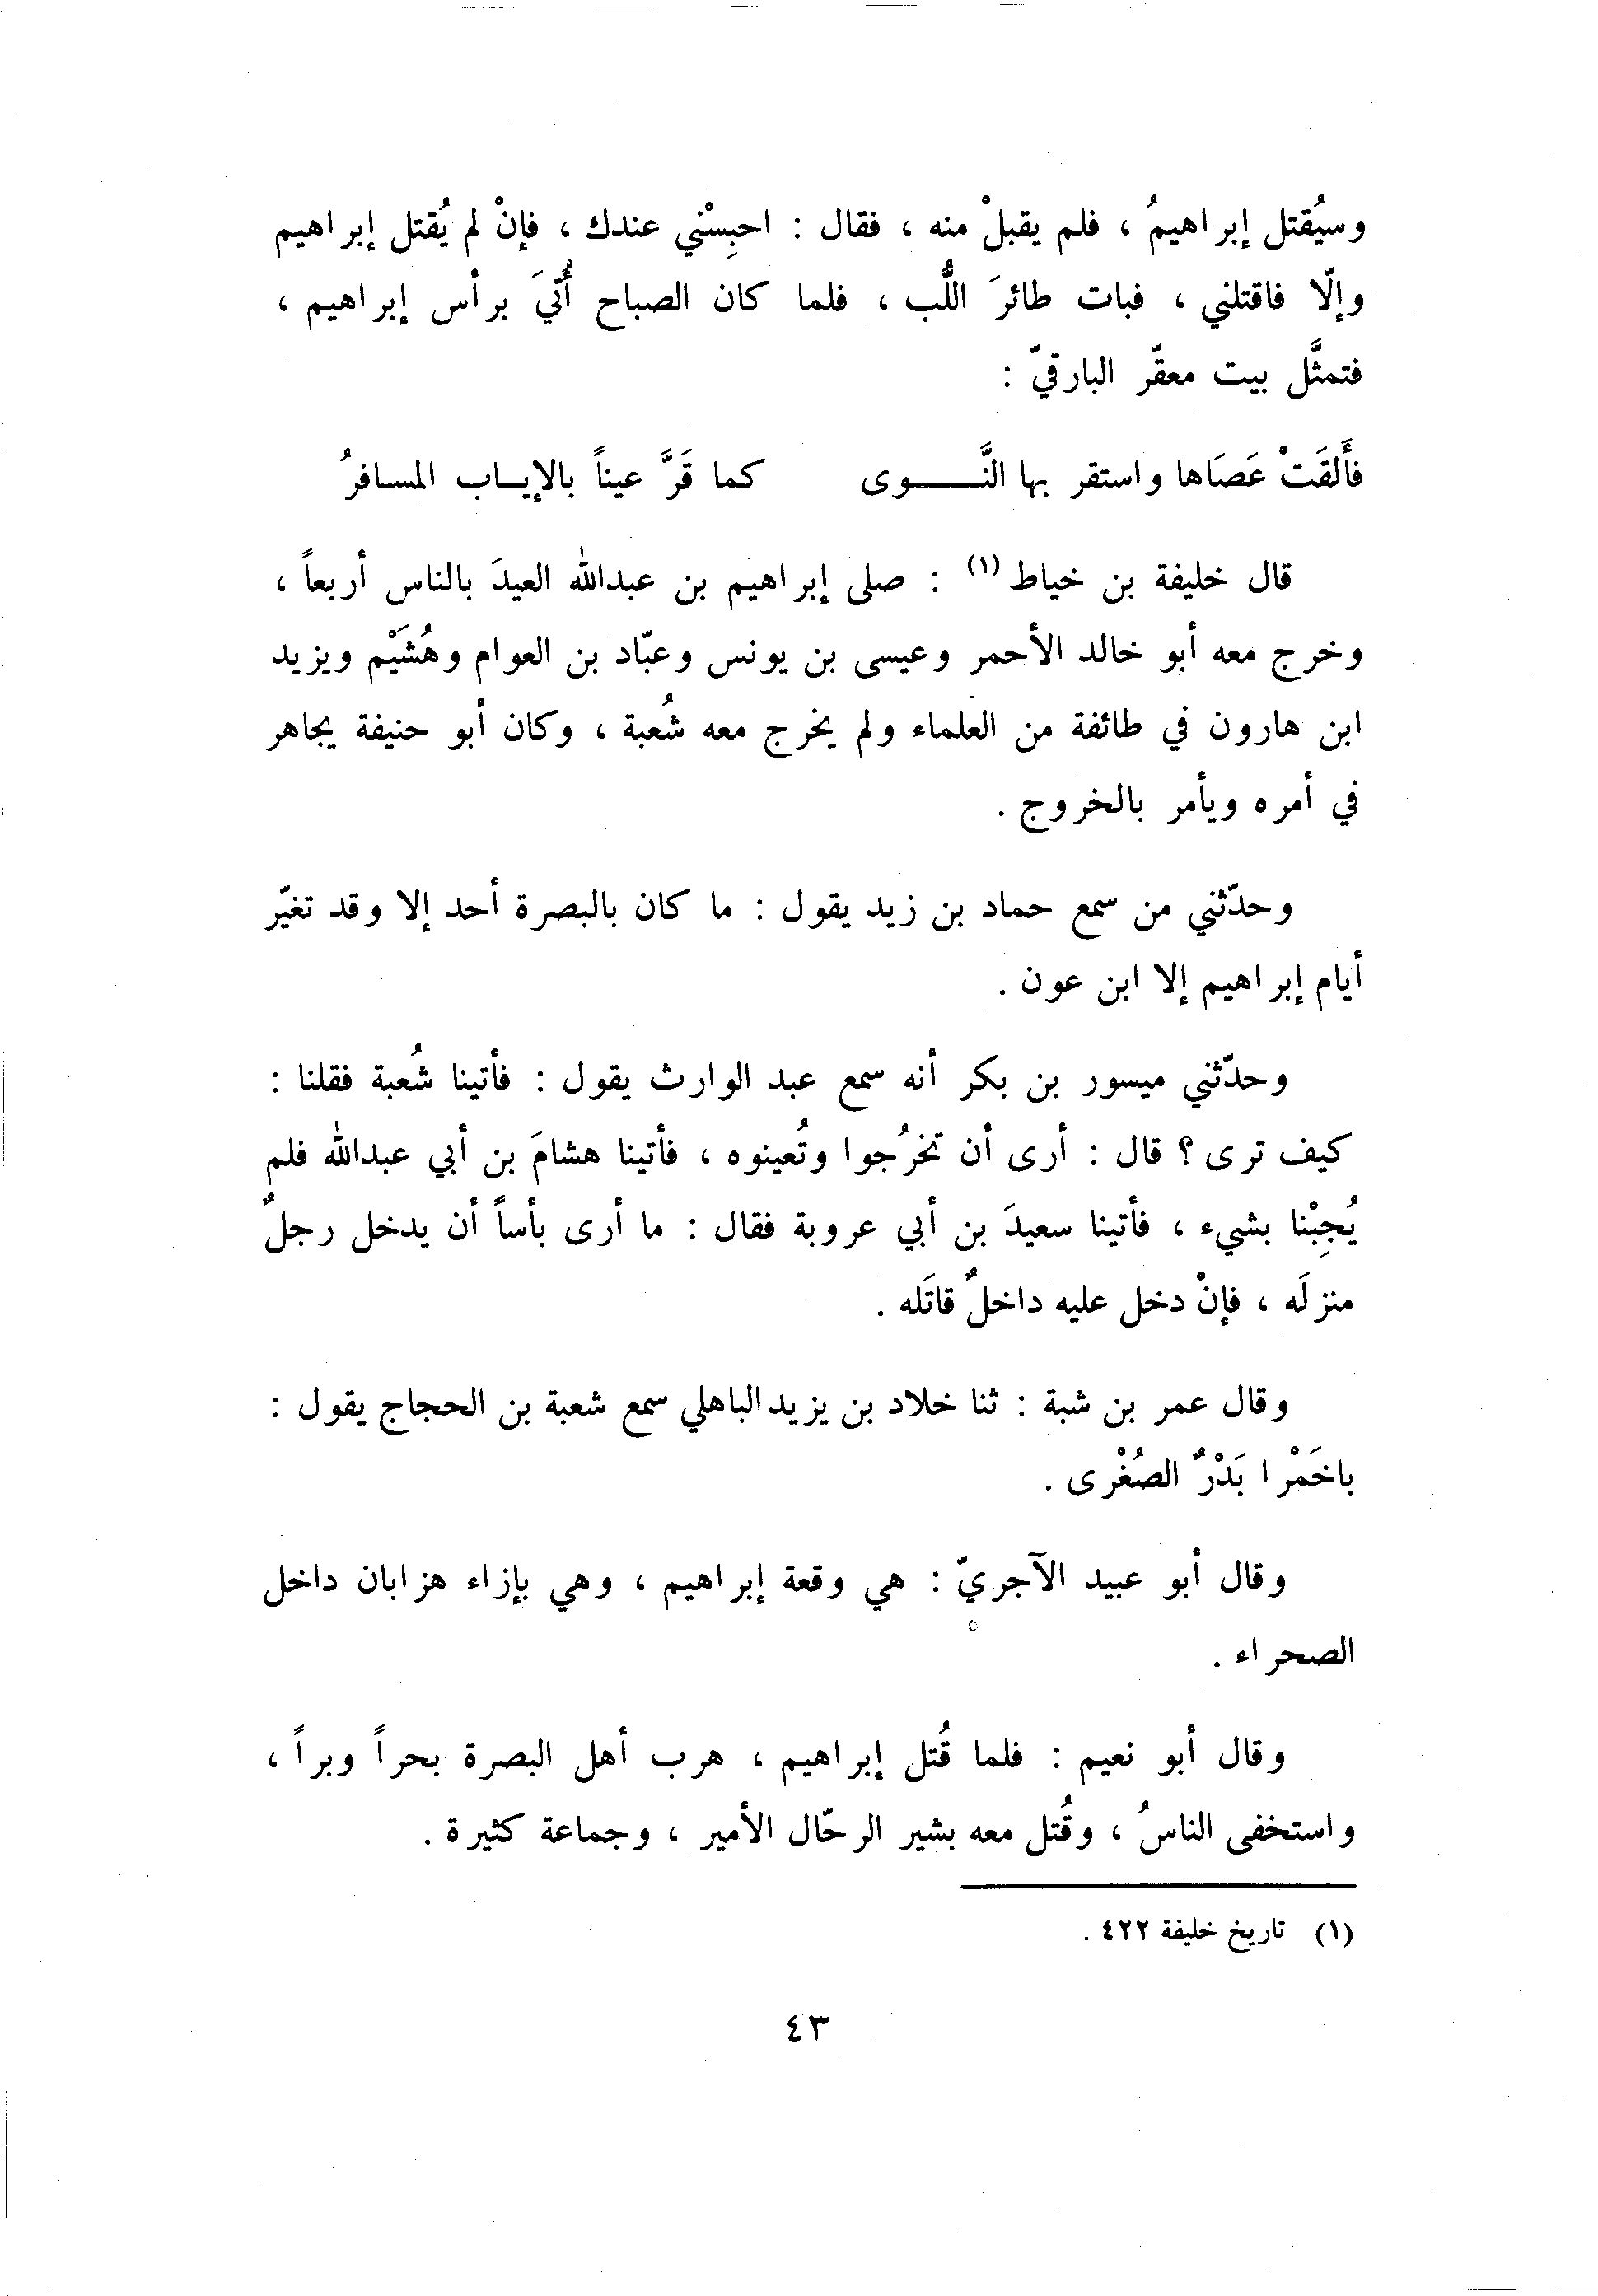 وسيُقتل إبراهيمُ ، فلم يقبلْ منه ، فقال : احبِسْني عندك ، فإنْ لم يُقتل إبراهيم
وإلّا فاقتلني ، فبات طائرَ اللُّب ، فلما كان الصباح أُتيَ برأس إبراهيم ،
فتمثَّل بيت معقّر البارقيّ :
فأَلقَتْ عَصَاها واستقر بها النَّــــوى كما قَرَّ عيناً بالإيـاب المسـافرُ
قال خليفة بن خياط (١) : صلى إبراهيم بن عبدالله العيدَ بالناس أربعاً ،
وخرج معه أبو خالد الأحمر وعيسى بن يونس وعبّاد بن العوام وهُشَيْم ويزيد
ابن هارون في طائفة من العلماء ولم يخرج معه شُعبة ، وكان أبو حنيفة يجاهر
في أمره ويأمر بالخروج .
وحدّثني من سمع حماد بن زيد يقول : ما كان بالبصرة أحد إلا وقد تغيّر
أيام إبراهيم إلا ابن عون .
وحدّثني ميسور بن بكر أنه سمع عبد الوارث يقول : فأتينا شُعبة فقلنا :
كيف ترى ؟ قال : أرى أن تخرُجوا وتُعينوه ، فأتينا هشامَ بن أبي عبدالله فلم
يُجِبْنا بشيء ، فأتينا سعيدَ بن أبي عروبة فقال : ما أرى بأساً أن يدخل رجلٌ
منزلَه ، فإنْ دخل عليه داخلٌ قاتَله .
وقال عمر بن شبة : ثنا خلاد بن يزيد الباهلي سمع شعبة بن الحجاج يقول :
باخَمْرا بَدْرٌ الصُغْرى .
وقال أبو عبيد الآجريّ : هي وقعة إبراهيم ، وهي بإزاء هزابان داخل
الصحراء .
وقال أبو نعيم : فلما قُتل إبراهيم ، هرب أهل البصرة بحراً وبراً ،
واستخفى الناسُ ، وقُتل معه بشير الرحّال الأمير ، وجماعة كثيرة .
(١) تاريخ خليفة ٤٢٢ .
٤٣